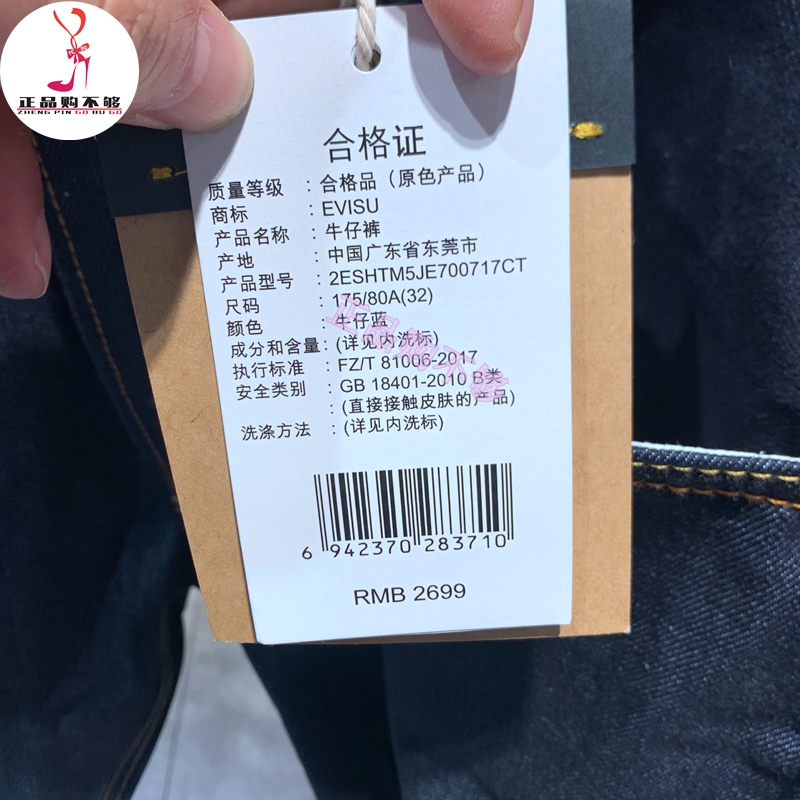 正品购不够
ZHENG PIN GO BU GO
合格证
质量等级 : 合格品（原色产品）
商标 : EVISU
产品名称 : 牛仔裤
产地 : 中国广东省东莞市
产品型号 : 2ESHTM5JE700717CT
尺码 : 175/80A(32)
颜色 : 牛仔蓝
成分和含量 : (详见内洗标)
执行标准 : FZ/T 81006-2017
安全类别 : GB 18401-2010 B类
: (直接接触皮肤的产品)
洗涤方法 : (详见内洗标)
正品购不够
6 942370 283710
RMB 2699